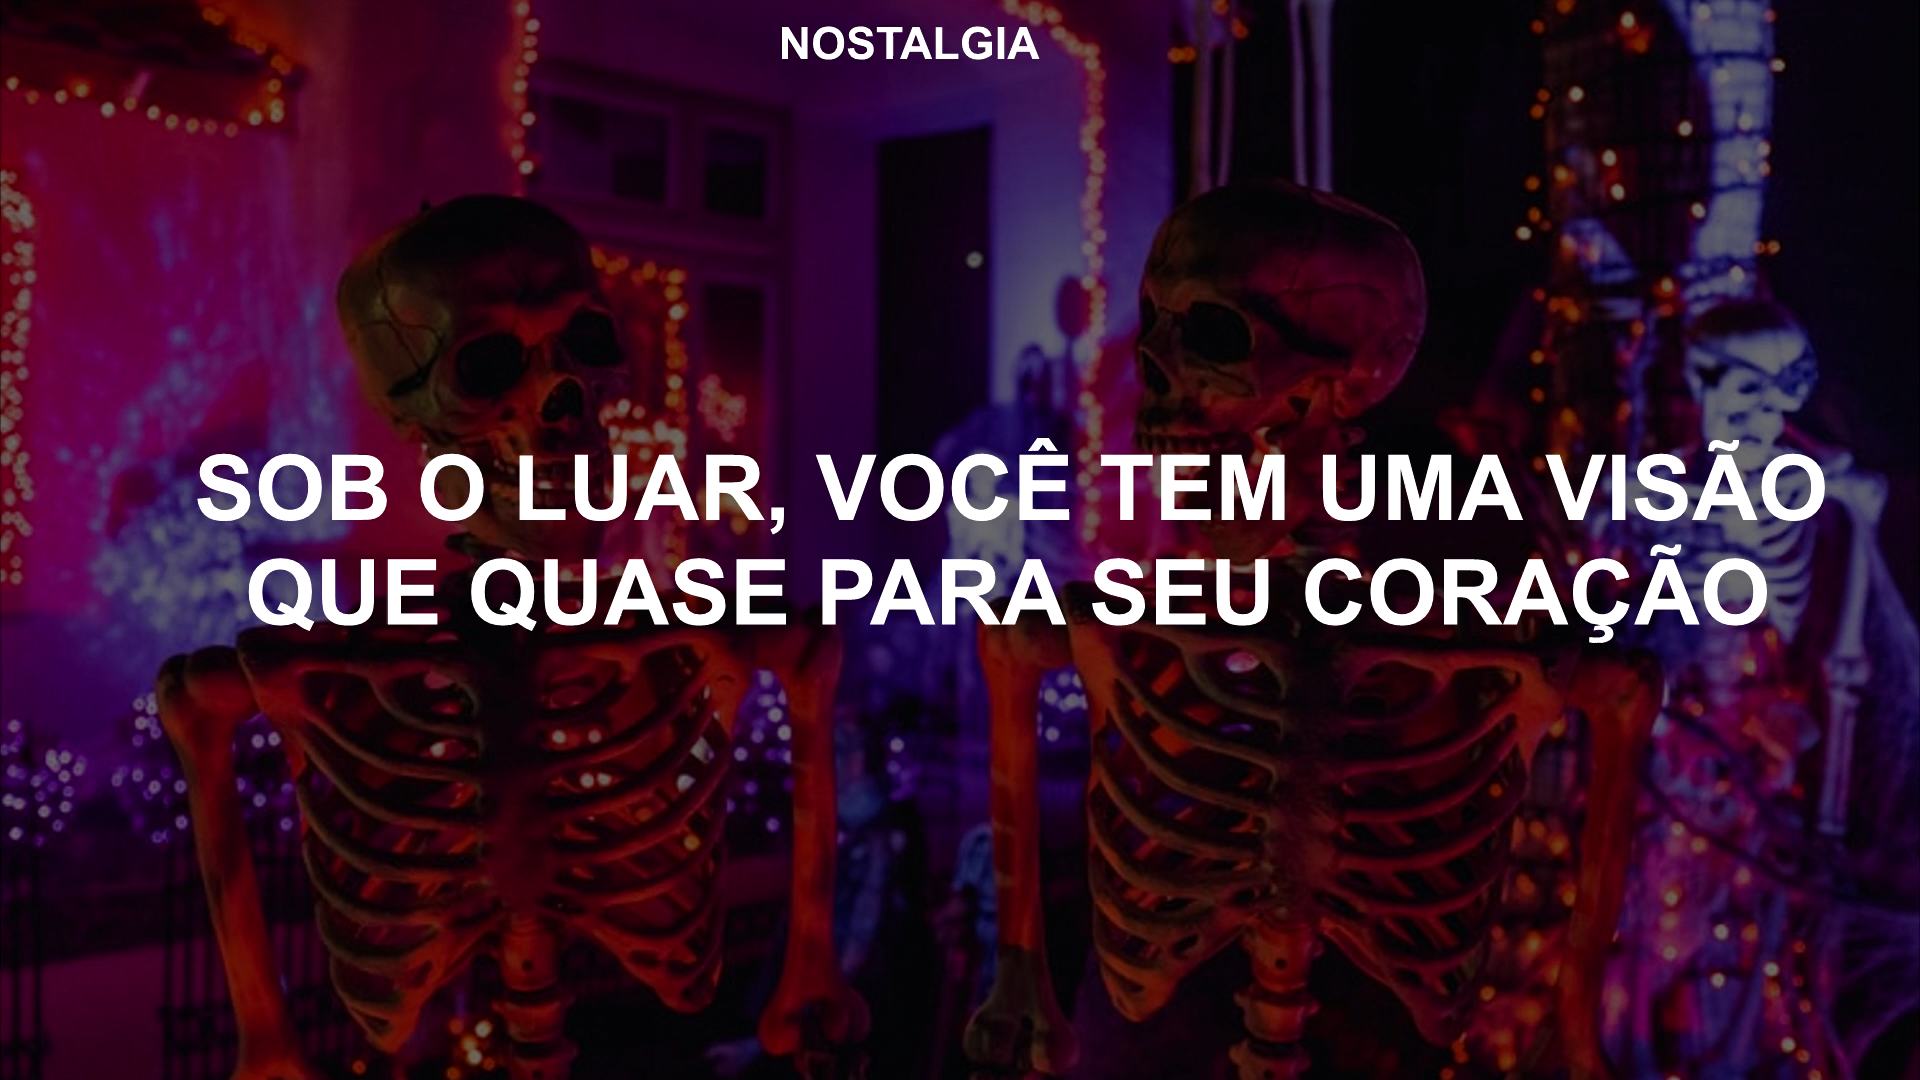 NOSTALGIA
SOB O LUAR, VOCÊ TEM UMA VISÃO
QUE QUASE PARA SEU CORAÇÃO